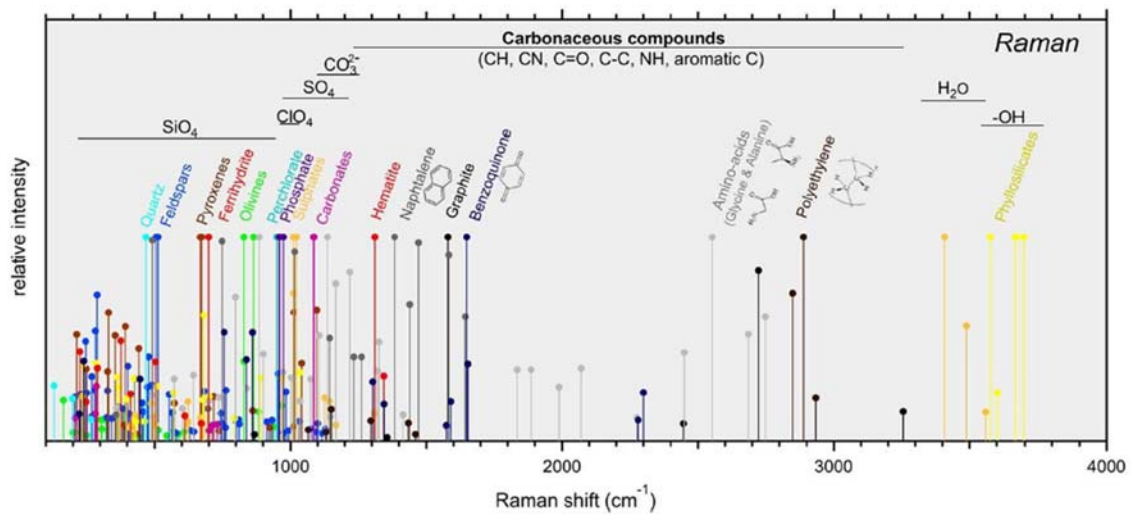 Carbonaceous compounds
Raman
(CH, CN, C=O, C-C, NH, aromatic C)
CO₃²⁻
SO₄
H₂O
ClO₄
-OH
SiO₄
Quartz
Feldspars
Pyroxenes
Ferrihydrite
Olivines
Perchlorate
Phosphate
Sulphates
Carbonates
Hematite
Naphtalene
Graphite
Benzoquinone
Amino-acids
(Glycine & Alanine)
Polyethylene
Phyllosilicates
relative intensity
1000
2000
3000
4000
Raman shift (cm⁻¹)